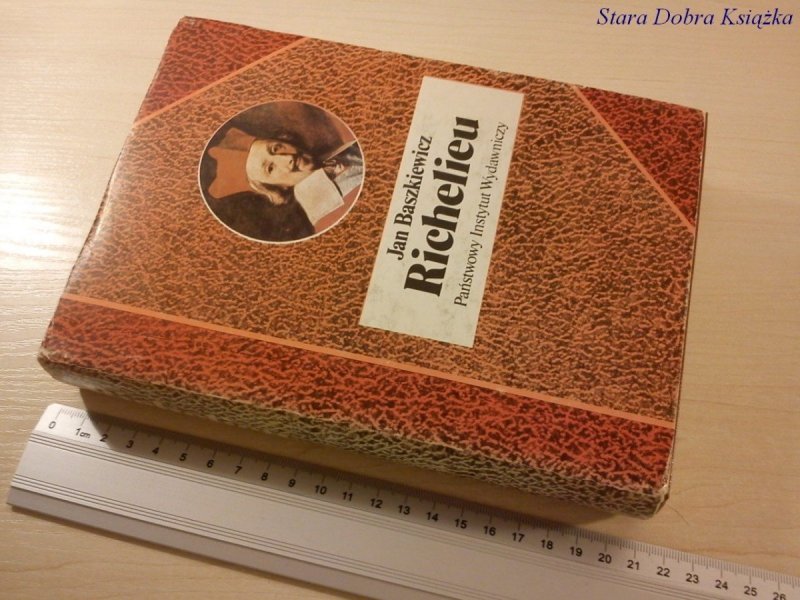 Stara Dobra Książka
Jan Baszkiewicz
Richelieu
Państwowy Instytut Wydawniczy
0 1cm 2 3 4 5 6 7 8 9 10 11 12 13 14 15 16 17 18 19 20 21 22 23 24 25 26